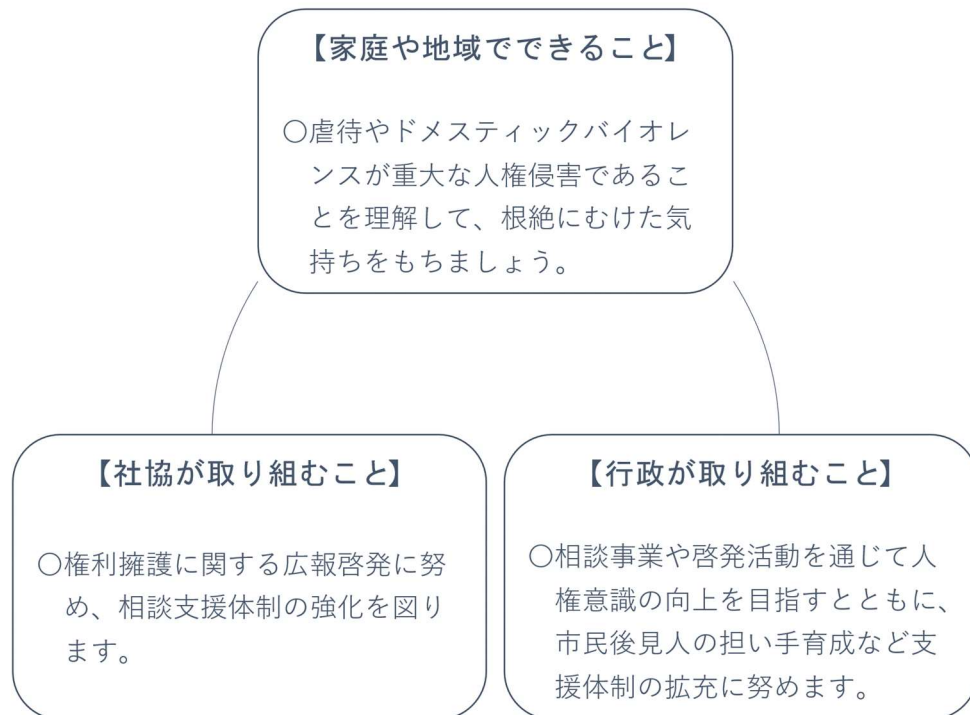 【家庭や地域でできること】
○虐待やドメスティックバイオレ
ンスが重大な人権侵害であるこ
とを理解して、根絶にむけた気
持ちをもちましょう。
【社協が取り組むこと】
○権利擁護に関する広報啓発に努
め、相談支援体制の強化を図り
ます。
【行政が取り組むこと】
○相談事業や啓発活動を通じて人
権意識の向上を目指すとともに、
市民後見人の担い手育成など支
援体制の拡充に努めます。